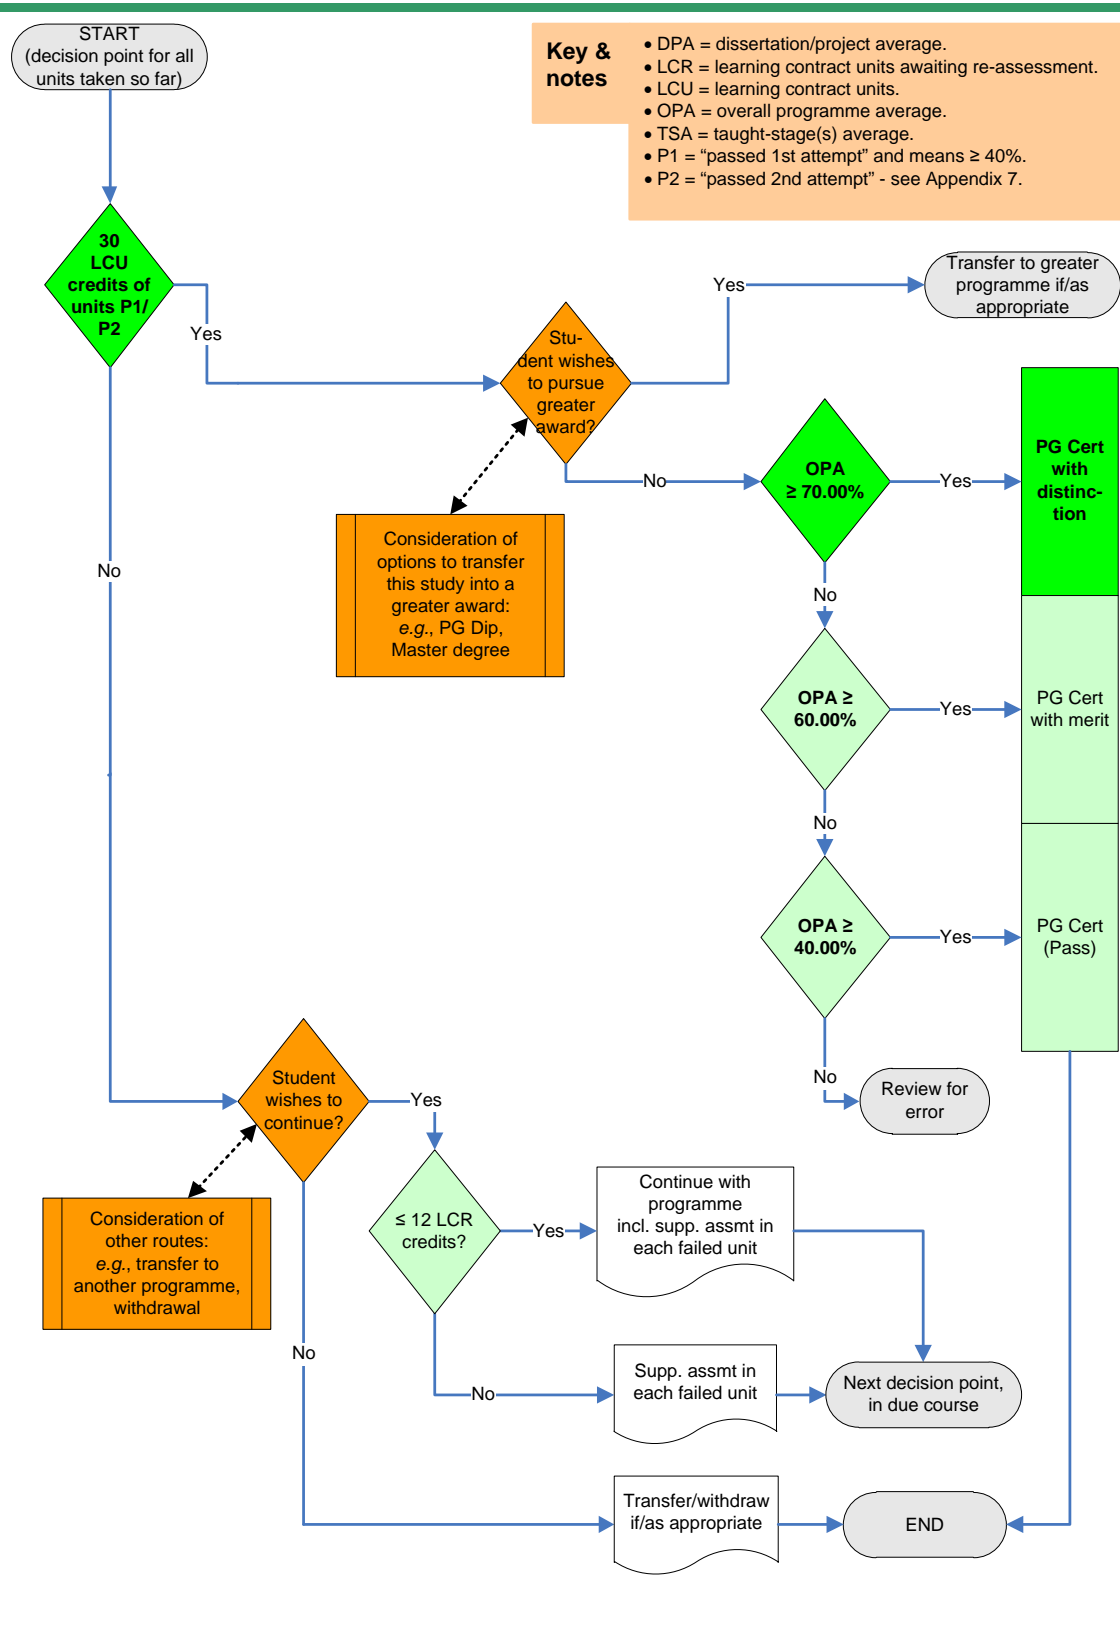 START
(decision point for all
units taken so far)
Key &
notes
• DPA = dissertation/project average.
• LCR = learning contract units awaiting re-assessment.
• LCU = learning contract units.
• OPA = overall programme average.
• TSA = taught-stage(s) average.
• P1 = “passed 1st attempt” and means ≥ 40%.
• P2 = “passed 2nd attempt” - see Appendix 7.
30
LCU
credits of
units P1/
P2
Yes
Stu-
dent wishes
to pursue
greater
award?
Yes
Transfer to greater
programme if/as
appropriate
No
OPA
≥ 70.00%
Yes
PG Cert
with
distinc-
tion
Consideration of
options to transfer
this study into a
greater award:
e.g., PG Dip,
Master degree
No
No
OPA ≥
60.00%
Yes
PG Cert
with merit
No
OPA ≥
40.00%
Yes
PG Cert
(Pass)
No
Review for
error
Student
wishes to
continue?
Yes
Consideration of
other routes:
e.g., transfer to
another programme,
withdrawal
≤ 12 LCR
credits?
Yes
Continue with
programme
incl. supp. assmt in
each failed unit
No
No
Supp. assmt in
each failed unit
Next decision point,
in due course
Transfer/withdraw
if/as appropriate
END